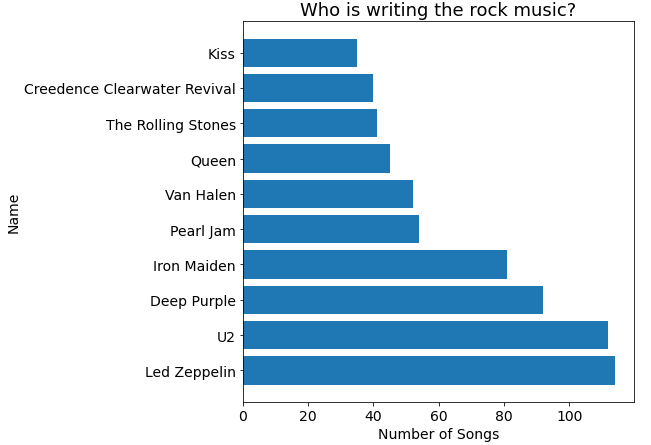 Who is writing the rock music?
Kiss
Creedence Clearwater Revival
The Rolling Stones
Queen
Van Halen
Pearl Jam
Iron Maiden
Deep Purple
U2
Led Zeppelin
Name
0 20 40 60 80 100
Number of Songs